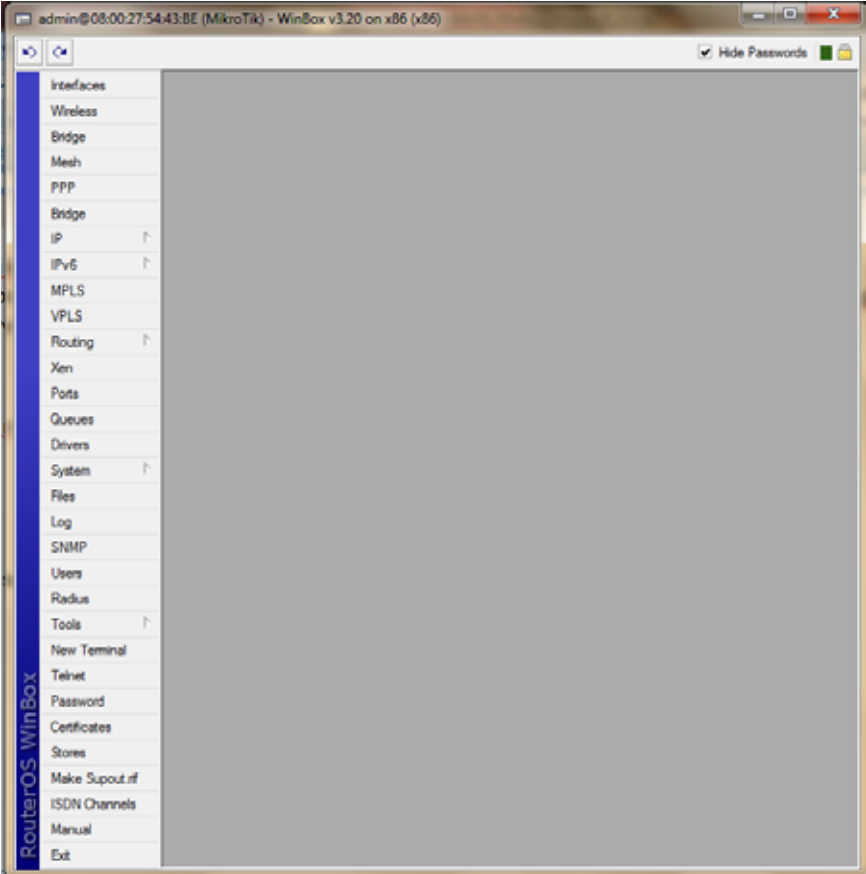 admin@08:00:27:54:43:BE (MikroTik) - WinBox v3.20 on x86 (x86)
Hide Passwords
Interfaces
Wireless
Bridge
Mesh
PPP
Bridge
IP
IPv6
MPLS
VPLS
Routing
Xen
Ports
Queues
Drivers
System
Files
Log
SNMP
Users
Radius
Tools
New Terminal
Telnet
Password
Certificates
Stores
Make Supout.rif
ISDN Channels
Manual
Exit
RouterOS WinBox